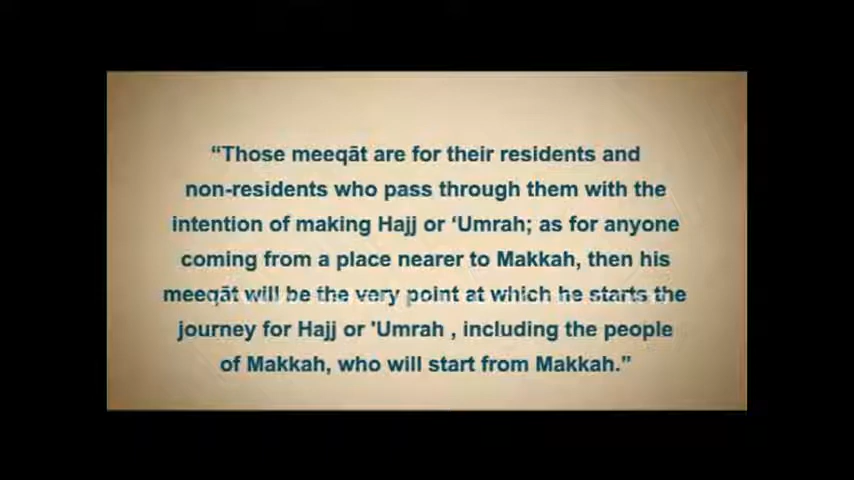 “Those meeqāt are for their residents and
non-residents who pass through them with the
intention of making Hajj or ‘Umrah; as for anyone
coming from a place nearer to Makkah, then his
meeqāt will be the very point at which he starts the
journey for Hajj or 'Umrah , including the people
of Makkah, who will start from Makkah.”